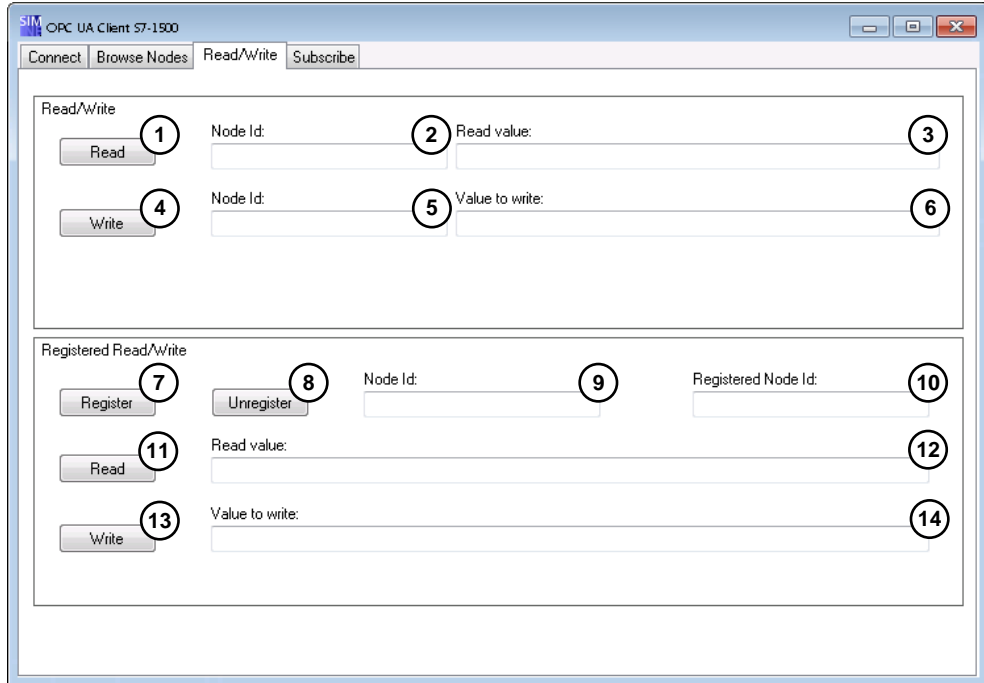 SIM
NE OPC UA Client S7-1500
Connect Browse Nodes Read/Write Subscribe
Read/Write
1 Node Id: 2 Read value: 3
Read
4 Node Id: 5 Value to write: 6
Write
Registered Read/Write
7 8 Node Id: 9 Registered Node Id: 10
Register Unregister
11 Read value: 12
Read
13 Value to write: 14
Write